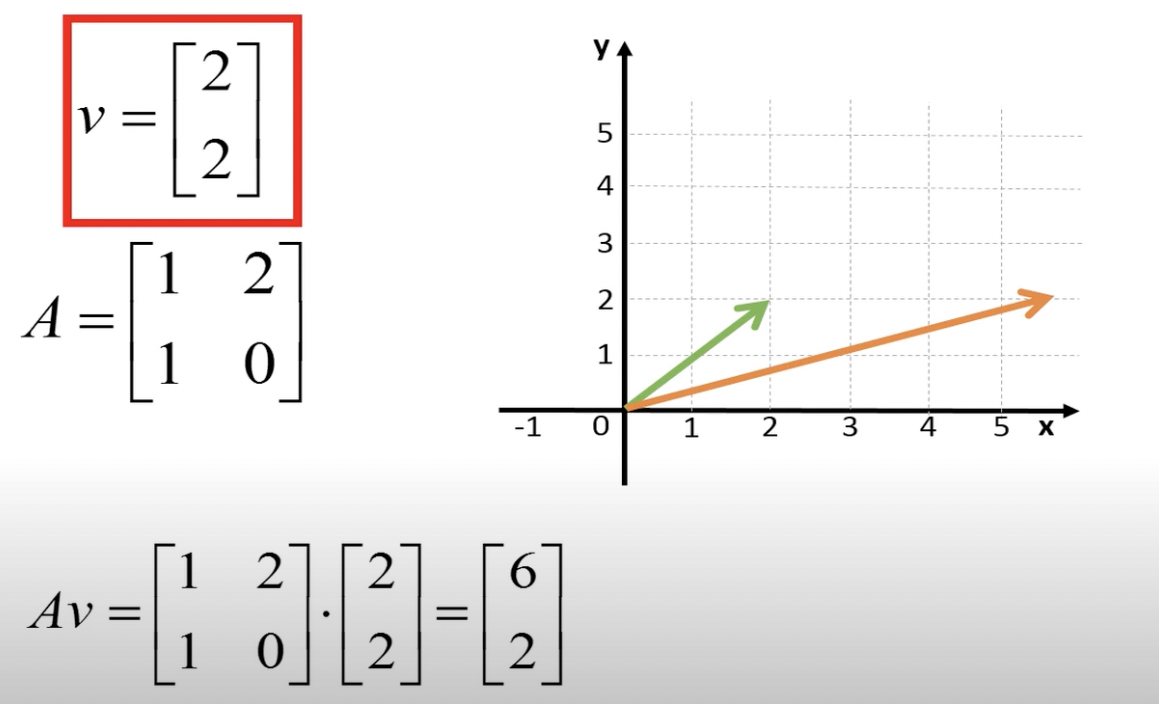 v = [2
2]
A = [1 2
1 0]
y
5
4
3
2
1
-1 0 1 2 3 4 5 x
Av = [1 2
1 0] · [2
2] = [6
2]